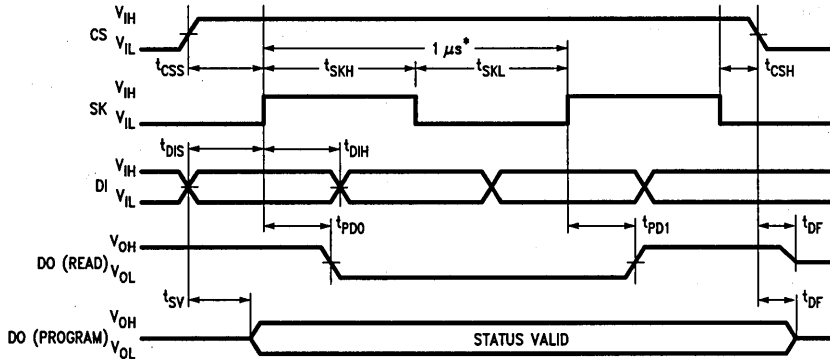 CS V_IH
V_IL
t_CSS
1 μs*
t_SKH
t_SKL
t_CSH
SK V_IH
V_IL
t_DIS
t_DIH
DI V_IH
V_IL
t_PD0
t_PD1
t_DF
DO (READ) V_OH
V_OL
t_SV
t_DF
DO (PROGRAM) V_OH
V_OL
STATUS VALID